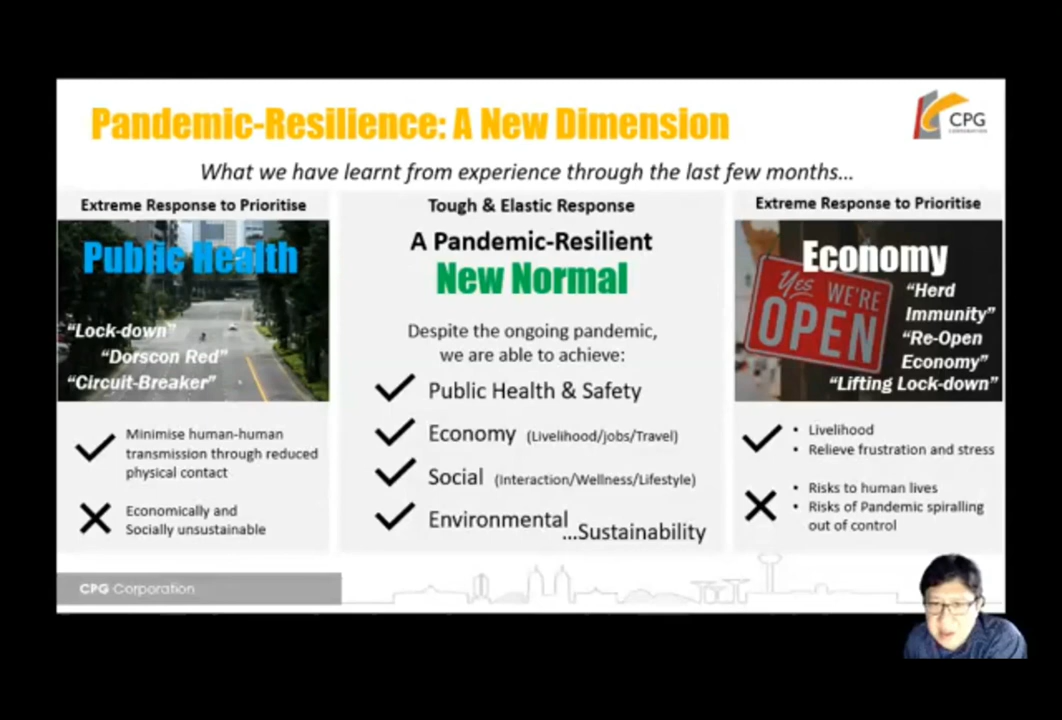 Pandemic-Resilience: A New Dimension
CPG
CORPORATION
What we have learnt from experience through the last few months...
Extreme Response to Prioritise
Public Health
“Lock-down”
“Dorscon Red”
“Circuit-Breaker”
Minimise human-human
transmission through reduced
physical contact
Economically and
Socially unsustainable
Tough & Elastic Response
A Pandemic-Resilient
New Normal
Despite the ongoing pandemic,
we are able to achieve:
Public Health & Safety
Economy (Livelihood/jobs/Travel)
Social (Interaction/Wellness/Lifestyle)
Environmental
...Sustainability
Extreme Response to Prioritise
Economy
Yes WE'RE
OPEN
“Herd
Immunity”
“Re-Open
Economy”
“Lifting Lock-down”
• Livelihood
• Relieve frustration and stress
• Risks to human lives
• Risks of Pandemic spiralling
out of control
CPG Corporation